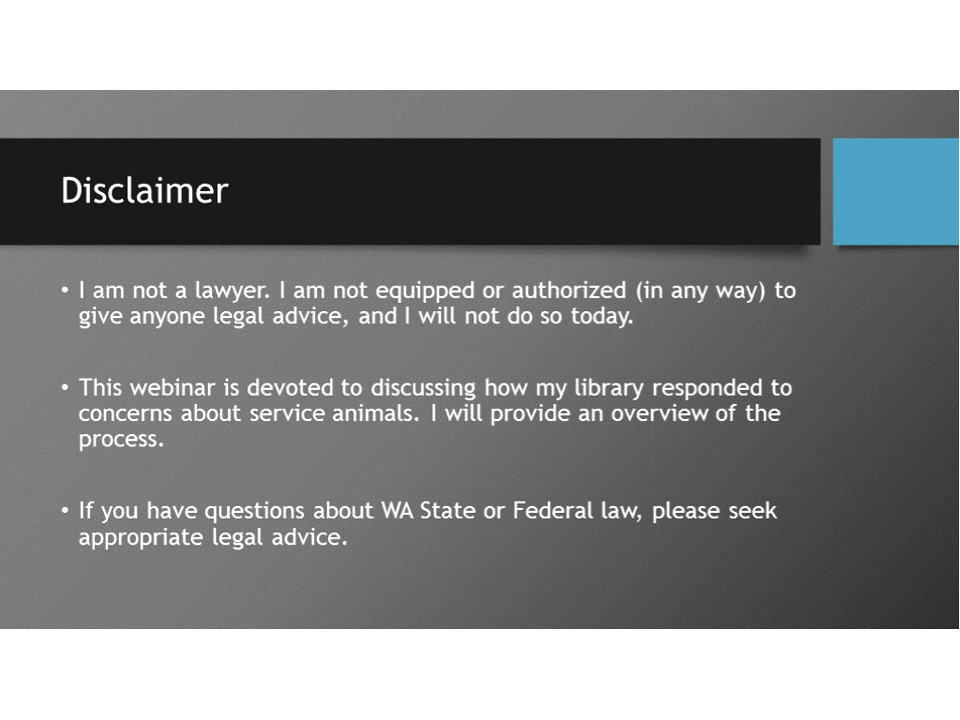 Disclaimer
• I am not a lawyer. I am not equipped or authorized (in any way) to
give anyone legal advice, and I will not do so today.
• This webinar is devoted to discussing how my library responded to
concerns about service animals. I will provide an overview of the
process.
• If you have questions about WA State or Federal law, please seek
appropriate legal advice.